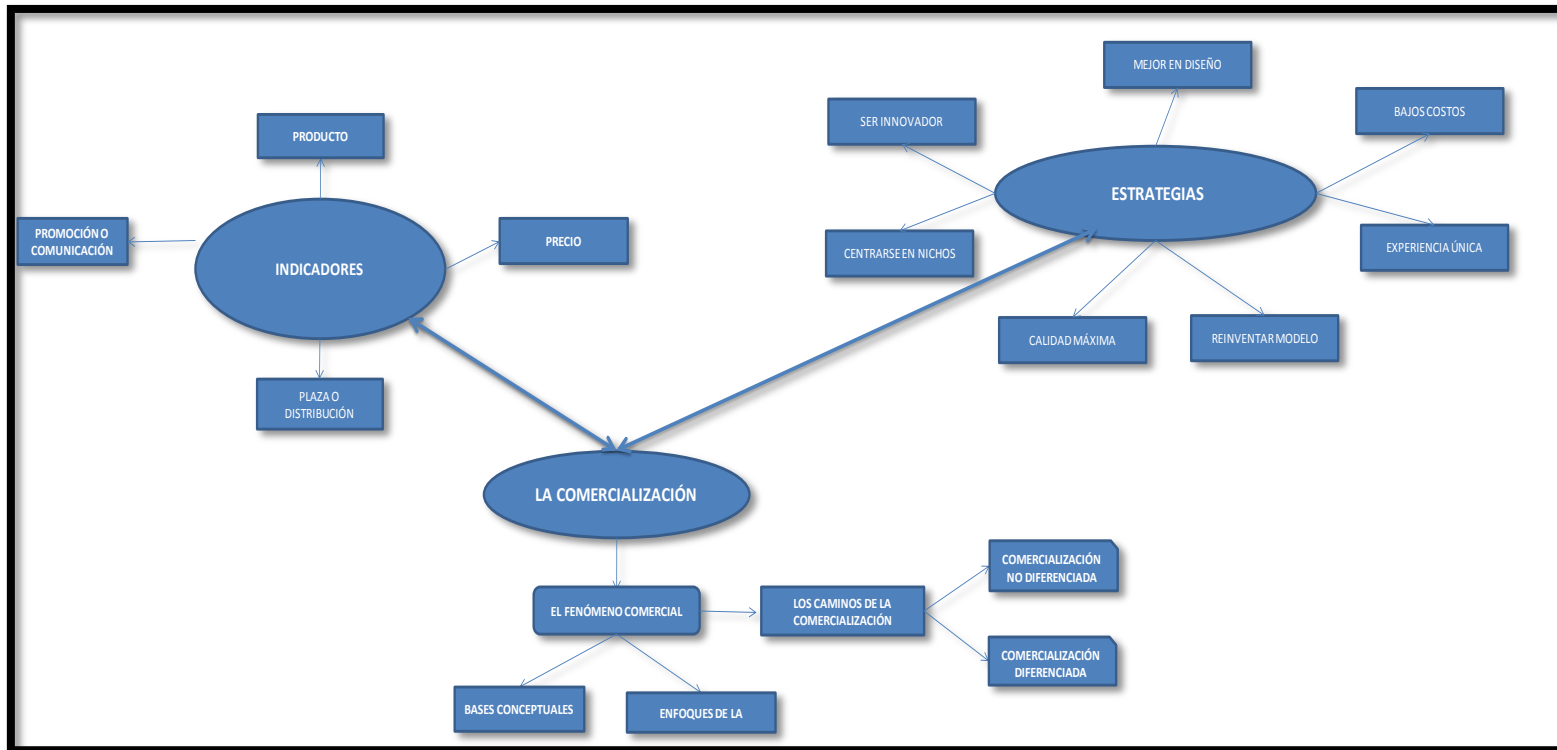 MEJOR EN DISEÑO
SER INNOVADOR
BAJOS COSTOS
PRODUCTO
ESTRATEGIAS
PROMOCIÓN O
COMUNICACIÓN
PRECIO
CENTRARSE EN NICHOS
EXPERIENCIA ÚNICA
INDICADORES
CALIDAD MÁXIMA
REINVENTAR MODELO
PLAZA O
DISTRIBUCIÓN
LA COMERCIALIZACIÓN
COMERCIALIZACIÓN
NO DIFERENCIADA
EL FENÓMENO COMERCIAL
LOS CAMINOS DE LA
COMERCIALIZACIÓN
COMERCIALIZACIÓN
DIFERENCIADA
BASES CONCEPTUALES
ENFOQUES DE LA